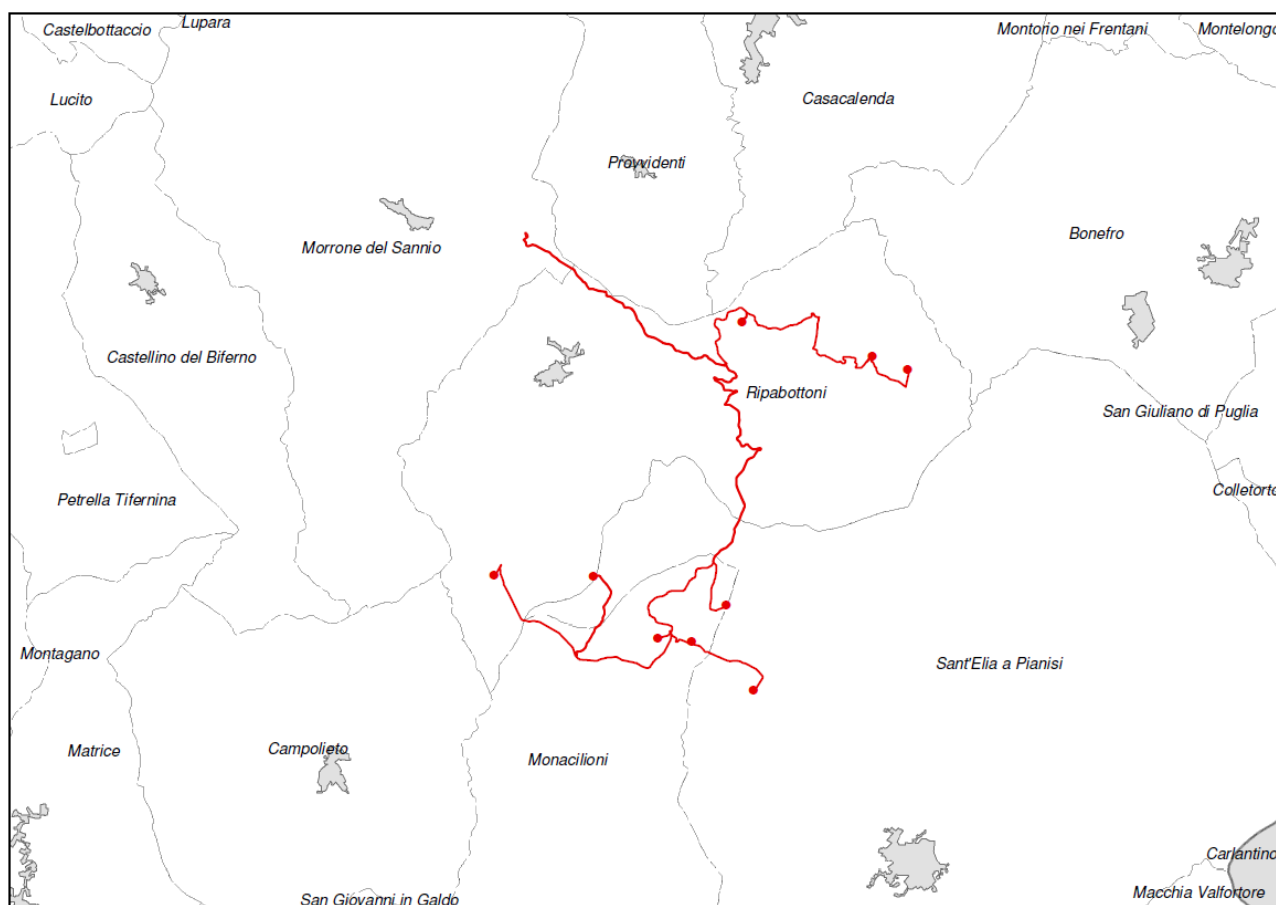 Lupara
Castelbottaccio
Montorio nei Frentani
Montelongo
Lucito
Casacalenda
Provvidenti
Bonefro
Morrone del Sannio
Castellino del Biferno
Ripabottoni
San Giuliano di Puglia
Petrella Tifernina
Colletorto
Montagano
Sant'Elia a Pianisi
Matrice
Campolieto
Monacilioni
Carlantino
Macchia Valfortore
San Giovanni in Galdo